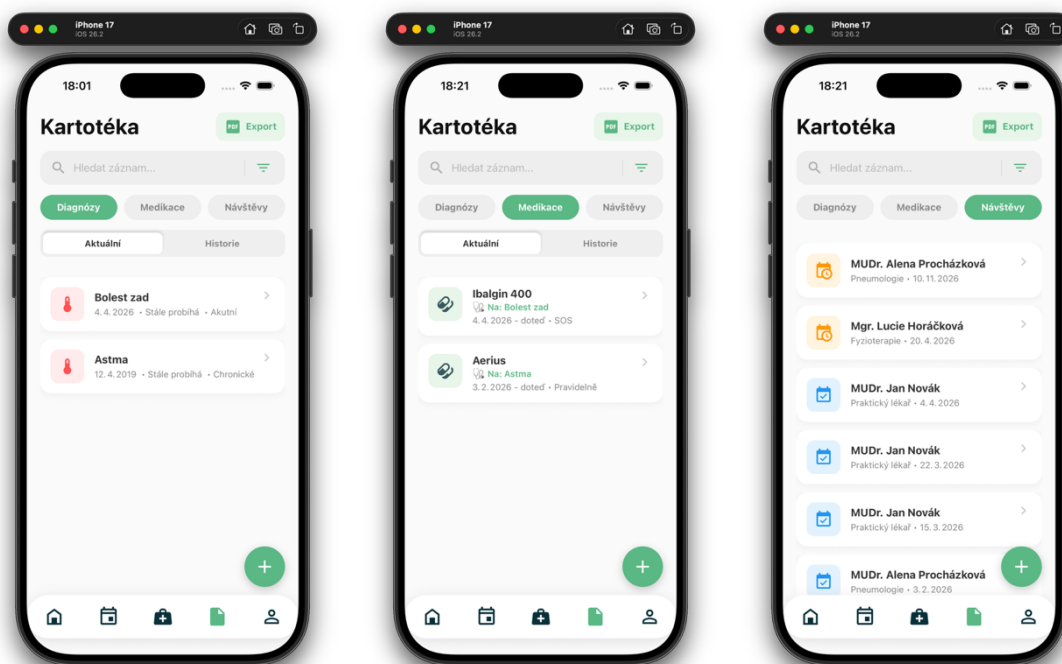 iPhone 17
iOS 26.2
18:01
Kartotéka
PDF Export
Hledat záznam...
Diagnózy Medikace Návštěvy
Aktuální Historie
Bolest zad
4. 4. 2026 • Stále probíhá • Akutní
Astma
12. 4. 2019 • Stále probíhá • Chronické
iPhone 17
iOS 26.2
18:21
Kartotéka
PDF Export
Hledat záznam...
Diagnózy Medikace Návštěvy
Aktuální Historie
Ibalgin 400
Na: Bolest zad
4. 4. 2026 - doteď • SOS
Aerius
Na: Astma
3. 2. 2026 - doteď • Pravidelně
iPhone 17
iOS 26.2
18:21
Kartotéka
PDF Export
Hledat záznam...
Diagnózy Medikace Návštěvy
MUDr. Alena Procházková
Pneumologie • 10. 11. 2026
Mgr. Lucie Horáčková
Fyzioterapie • 20. 4. 2026
MUDr. Jan Novák
Praktický lékař • 4. 4. 2026
MUDr. Jan Novák
Praktický lékař • 22. 3. 2026
MUDr. Jan Novák
Praktický lékař • 15. 3. 2026
MUDr. Alena Procházková
Pneumologie • 3. 2. 2026